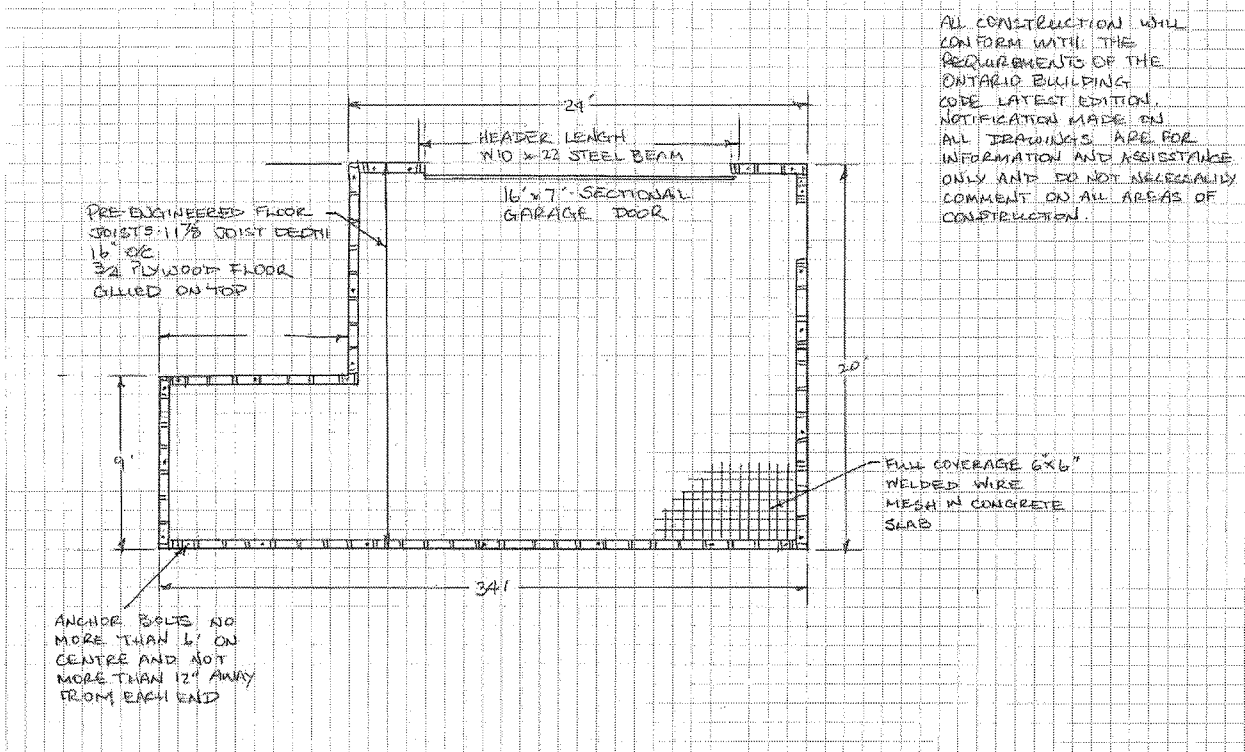 ALL CONSTRUCTION WILL
CONFORM WITH THE
REQUIREMENTS OF THE
ONTARIO BUILDING
CODE LATEST EDITION.
NOTIFICATION MADE ON
ALL DRAWINGS ARE FOR
INFORMATION AND ASSISSTANCE
ONLY AND DO NOT NECESSALILY
COMMENT ON ALL AREAS OF
CONSTRUCTION.
24'
HEADER LENGH
W10 x 22 STEEL BEAM
16' x 7' SECTIONAL
GARAGE DOOR
PRE-ENGINEERED FLOOR
JOISTS 11 7/8 JOIST DEPTH
16" O/C
3/4 PLYWOOD FLOOR
GLUED ON TOP
20'
9'
FULL COVERAGE 6"x6"
WELDED WIRE
MESH IN CONCRETE
SLAB
34'
ANCHOR BOLTS NO
MORE THAN 6' ON
CENTRE AND NOT
MORE THAN 12" AWAY
FROM EACH END